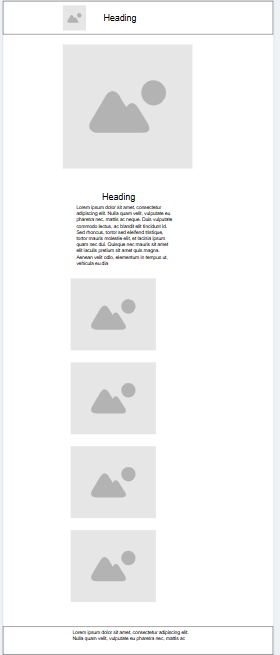 Heading
Heading
Lorem ipsum dolor sit amet, consectetur
adipiscing elit. Nulla quam velit, vulputate eu
pharetra nec, mattis ac neque. Duis vulputate
commodo lectus, ac blandit elit tincidunt id.
Sed rhoncus, tortor sed eleifend tristique,
tortor mauris molestie elit, et lacinia ipsum
quam nec dui. Quisque nec mauris sit amet
elit iaculis pretium sit amet quis magna.
Aenean velit odio, elementum in tempus ut,
vehicula eu dia
Lorem ipsum dolor sit amet, consectetur adipiscing elit.
Nulla quam velit, vulputate eu pharetra nec, mattis ac